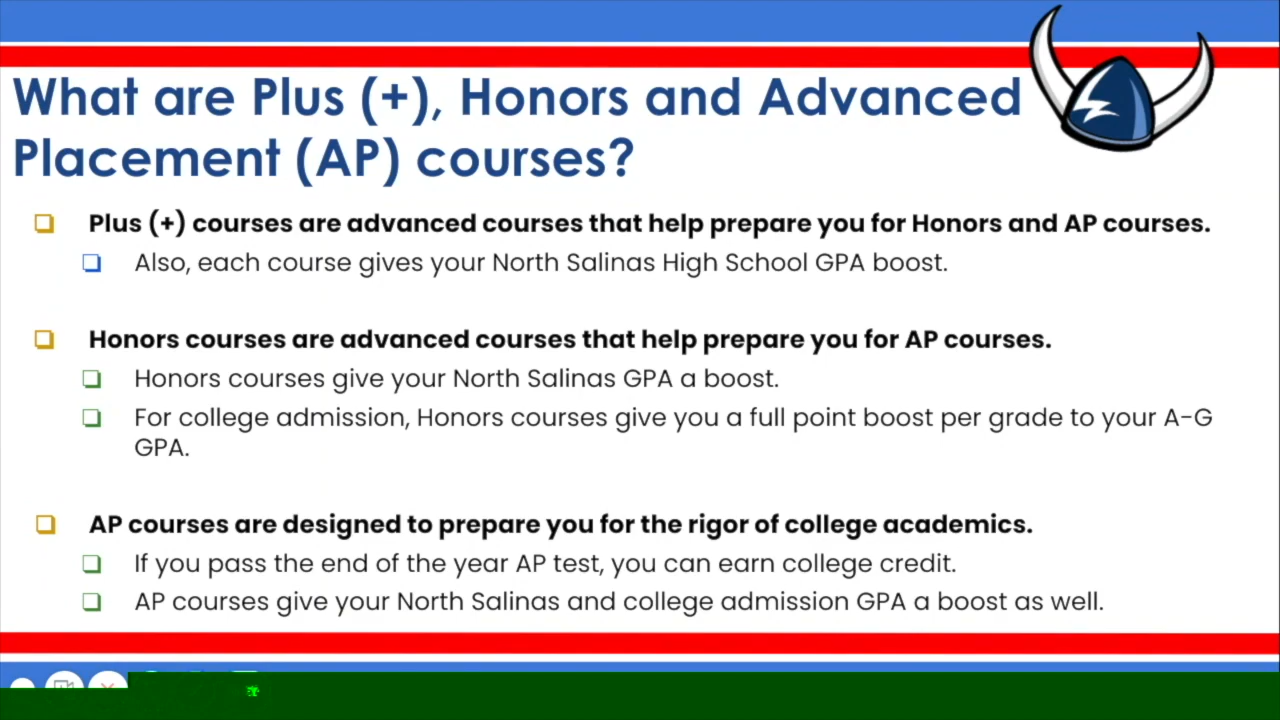 What are Plus (+), Honors and Advanced
Placement (AP) courses?
Plus (+) courses are advanced courses that help prepare you for Honors and AP courses.
Also, each course gives your North Salinas High School GPA boost.
Honors courses are advanced courses that help prepare you for AP courses.
Honors courses give your North Salinas GPA a boost.
For college admission, Honors courses give you a full point boost per grade to your A-G
GPA.
AP courses are designed to prepare you for the rigor of college academics.
If you pass the end of the year AP test, you can earn college credit.
AP courses give your North Salinas and college admission GPA a boost as well.